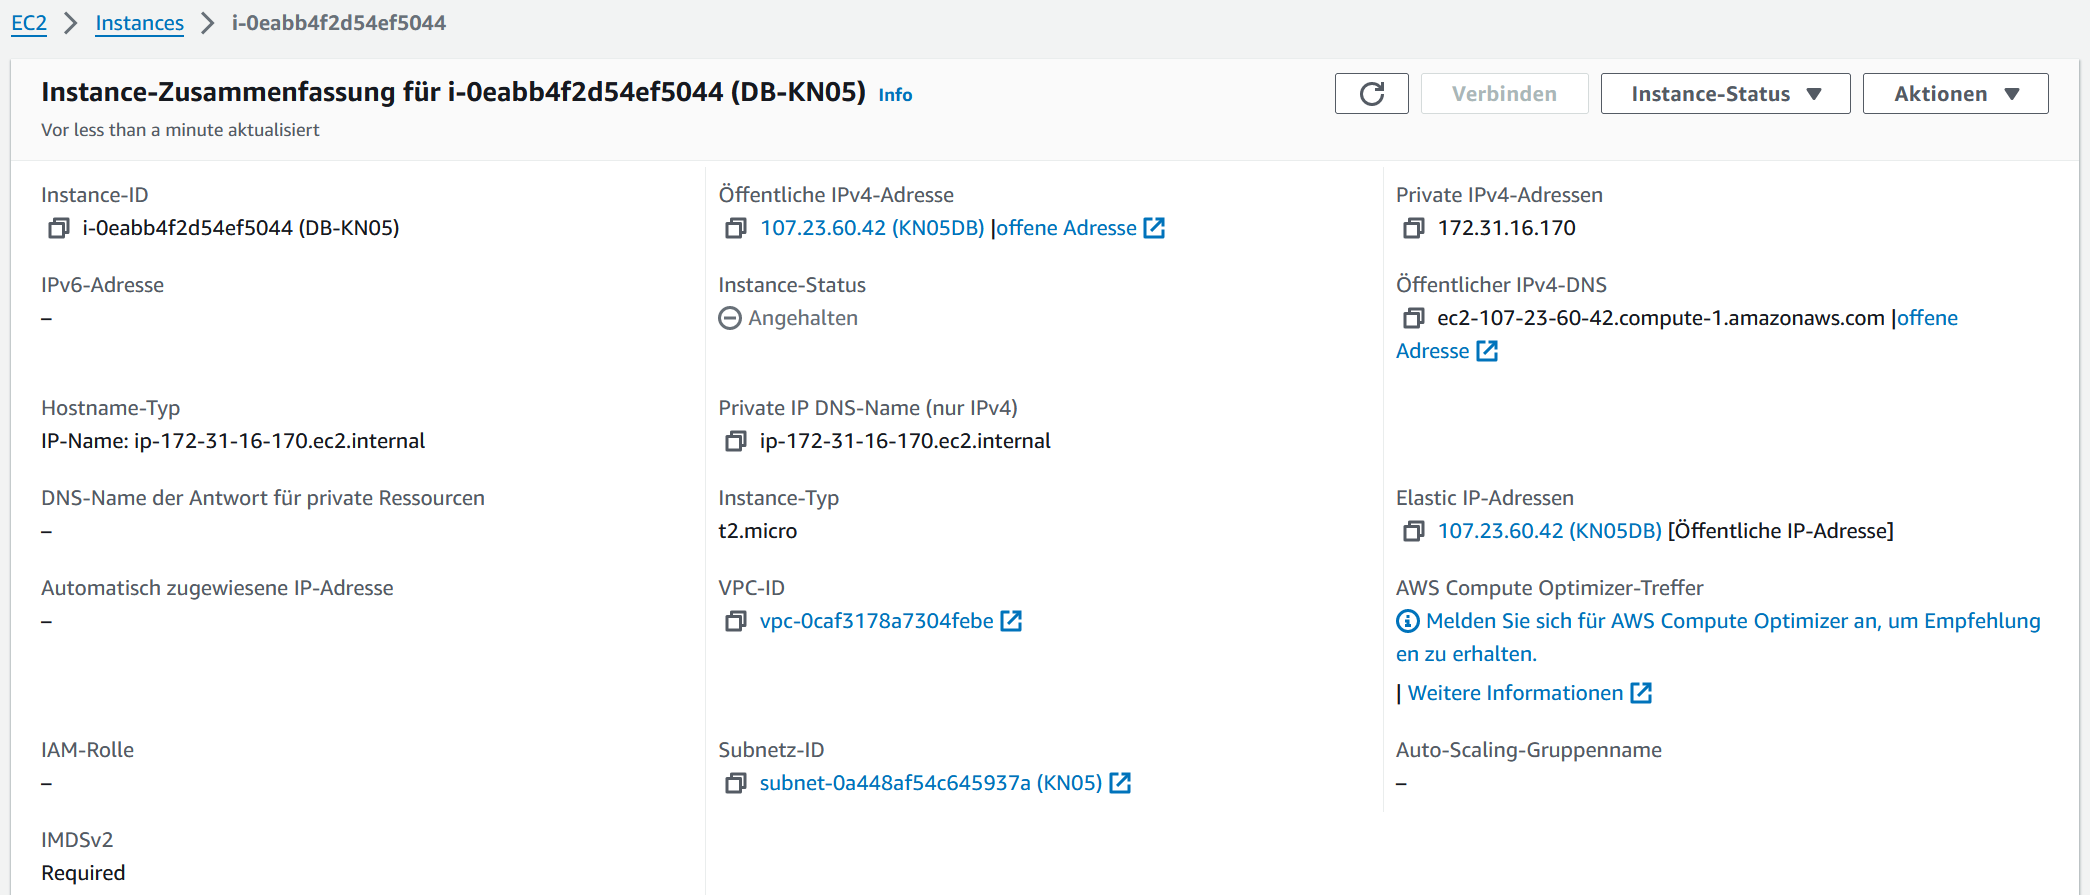 EC2 > Instances > i-0eabb4f2d54ef5044
Instance-Zusammenfassung für i-0eabb4f2d54ef5044 (DB-KN05) Info
Vor less than a minute aktualisiert
Verbinden
Instance-Status
Aktionen
Instance-ID
i-0eabb4f2d54ef5044 (DB-KN05)
Öffentliche IPv4-Adresse
107.23.60.42 (KN05DB) |offene Adresse
Private IPv4-Adressen
172.31.16.170
IPv6-Adresse
–
Instance-Status
Angehalten
Öffentlicher IPv4-DNS
ec2-107-23-60-42.compute-1.amazonaws.com |offene
Adresse
Hostname-Typ
IP-Name: ip-172-31-16-170.ec2.internal
Private IP DNS-Name (nur IPv4)
ip-172-31-16-170.ec2.internal
DNS-Name der Antwort für private Ressourcen
–
Instance-Typ
t2.micro
Elastic IP-Adressen
107.23.60.42 (KN05DB) [Öffentliche IP-Adresse]
Automatisch zugewiesene IP-Adresse
–
VPC-ID
vpc-0caf3178a7304febe
AWS Compute Optimizer-Treffer
Melden Sie sich für AWS Compute Optimizer an, um Empfehlung
en zu erhalten.
| Weitere Informationen
IAM-Rolle
–
Subnetz-ID
subnet-0a448af54c645937a (KN05)
Auto-Scaling-Gruppenname
–
IMDSv2
Required